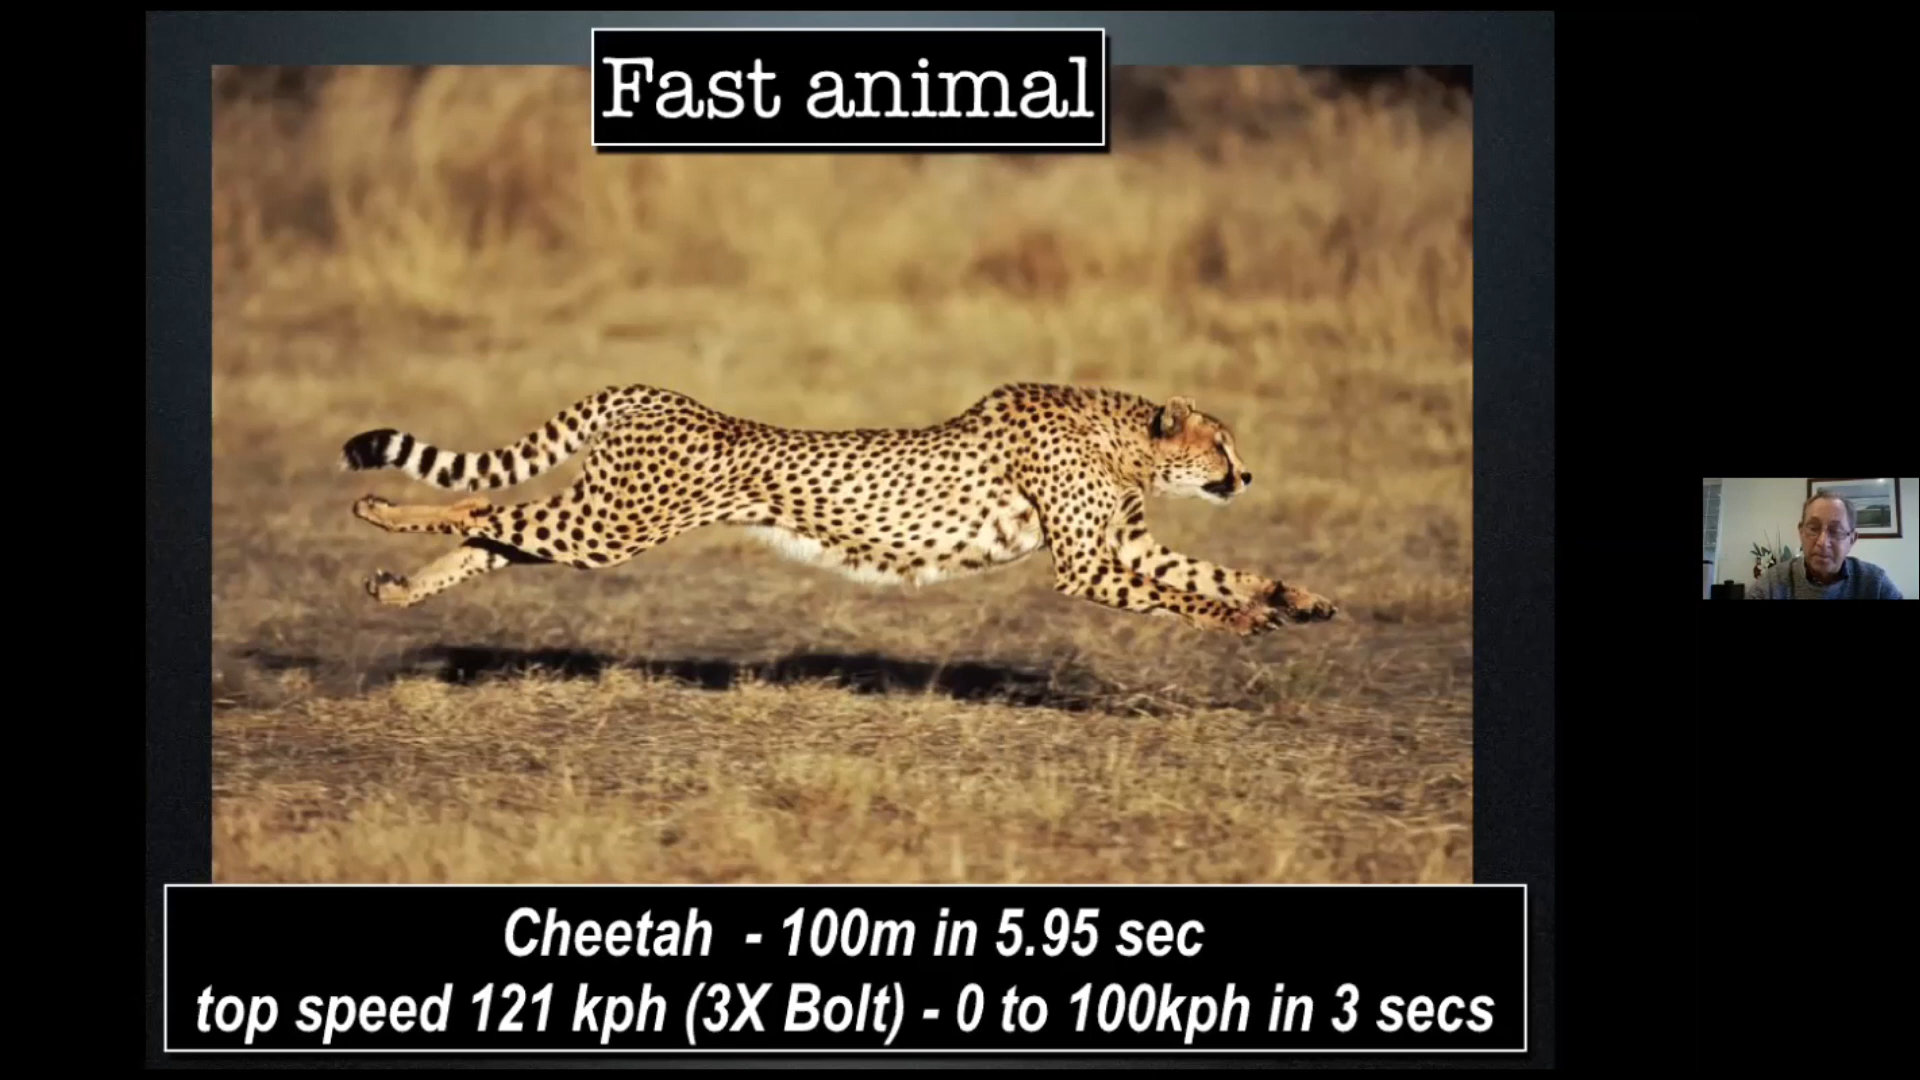 Fast animal
Cheetah - 100m in 5.95 sec
top speed 121 kph (3X Bolt) - 0 to 100kph in 3 secs